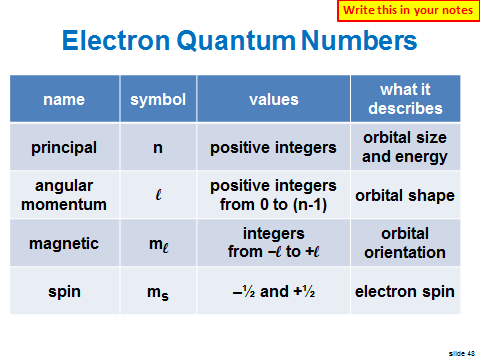 Write this in your notes
Electron Quantum Numbers
name symbol values what it describes
principal n positive integers orbital size and energy
angular momentum ℓ positive integers from 0 to (n-1) orbital shape
magnetic mℓ integers from –ℓ to +ℓ orbital orientation
spin ms –½ and +½ electron spin
slide 48